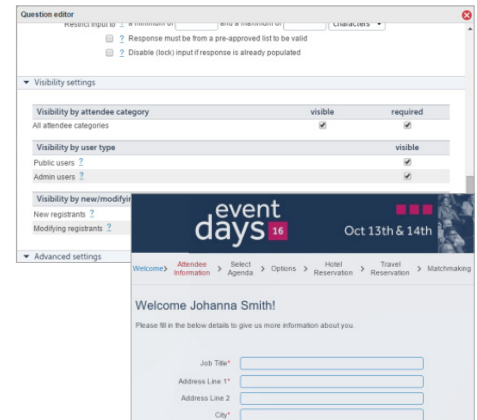 Question editor
Restrict input to ? a minimum of and a maximum of characters
? Response must be from a pre-approved list to be valid
? Disable (lock) input if response is already populated
Visibility settings
Visibility by attendee category visible required
All attendee categories
Visibility by user type visible
Public users ?
Admin users ?
Visibility by new/modifyin
New registrants ?
Modifying registrants ?
Advanced settings
event
days 16
Oct 13th & 14th
Welcome> Attendee Information > Select Agenda > Options > Hotel Reservation > Travel Reservation > Matchmaking
Welcome Johanna Smith!
Please fill in the below details to give us more information about you.
Job Title*
Address Line 1*
Address Line 2
City*